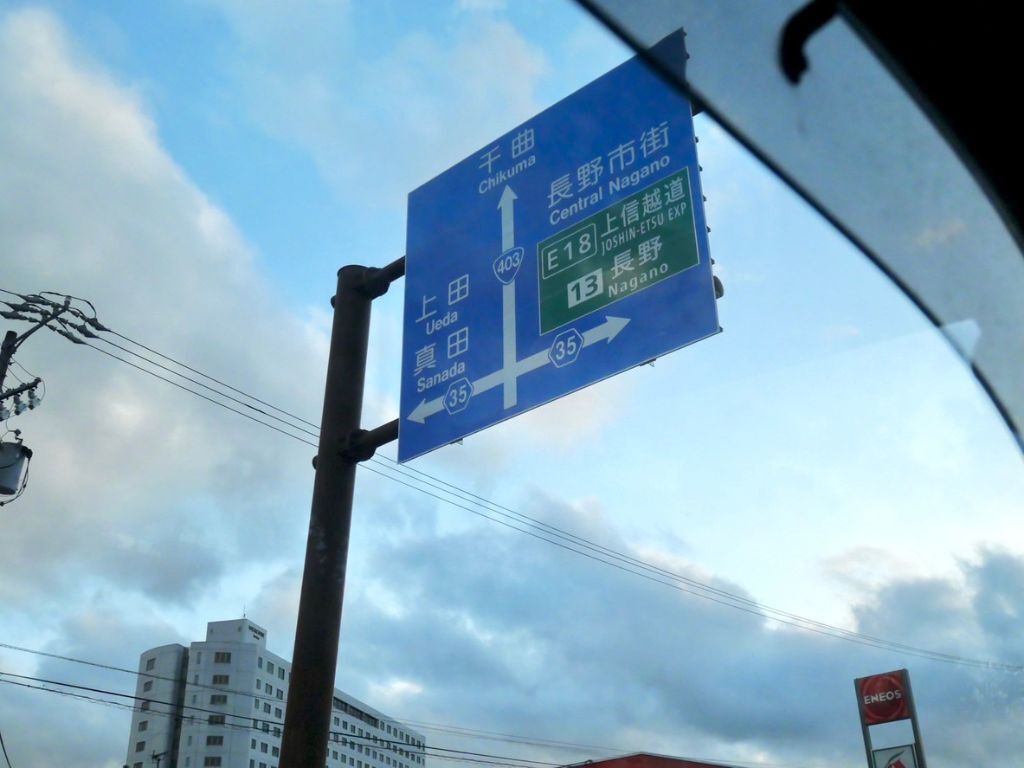 千曲
Chikuma
長野市街
Central Nagano
E18
上信越道
JOSHIN-ETSU EXP
13
長野
Nagano
403
上田
Ueda
真田
Sanada
35
35
ENEOS